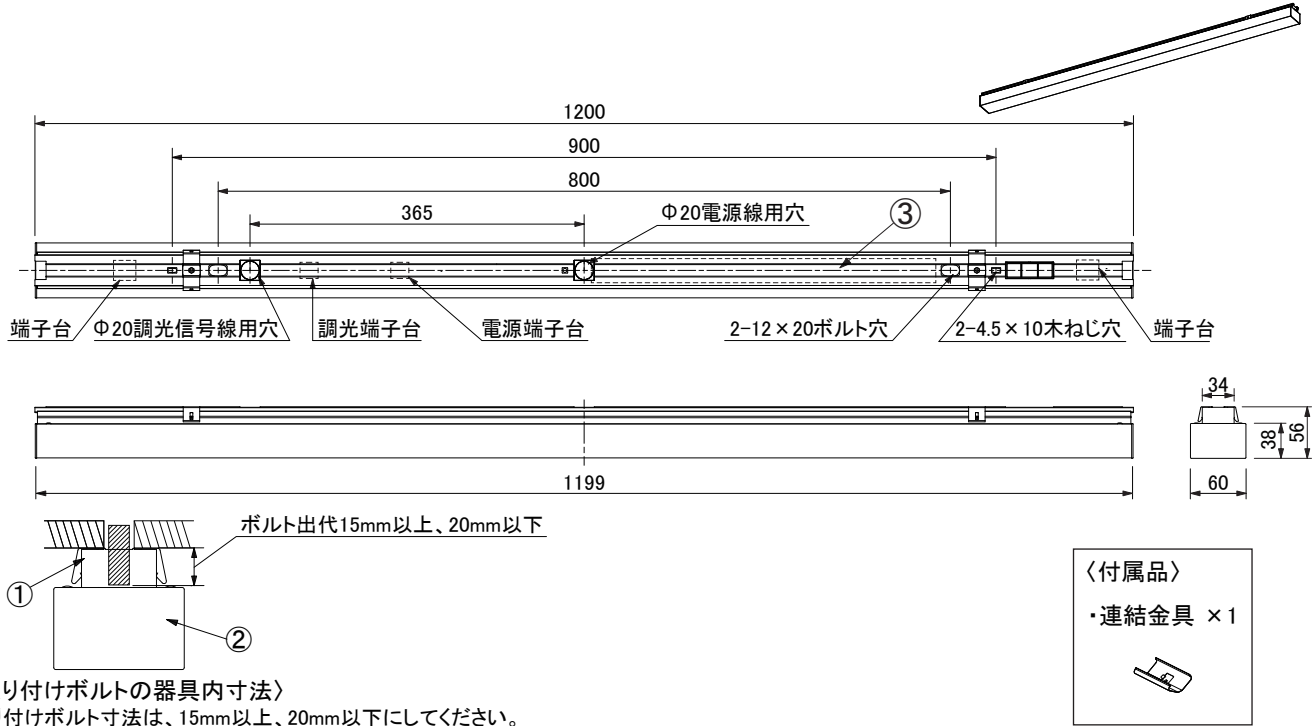 1200
900
800
365
Φ20電源線用穴
③
端子台
Φ20調光信号線用穴
調光端子台
電源端子台
2-12×20ボルト穴
2-4.5×10木ねじ穴
端子台
34
38
56
60
1199
ボルト出代15mm以上、20mm以下
①
②
り付けボルトの器具内寸法〉
付けボルト寸法は、15mm以上、20mm以下にしてください。
〈付属品〉
・連結金具 ×1